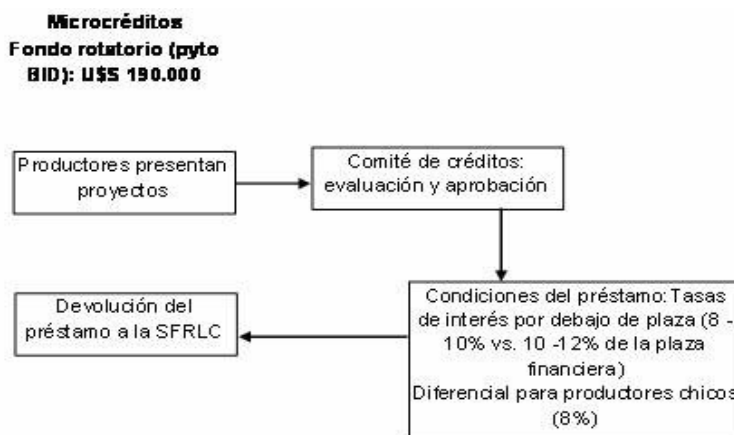 Microcréditos
Fondo rotatorio (pyto
BID): U$S 190.000
Productores presentan
proyectos
Comité de créditos:
evaluación y aprobación
Condiciones del préstamo: Tasas
de interés por debajo de plaza (8 -
10% vs. 10 -12% de la plaza
financiera)
Diferencial para productores chicos
(8%)
Devolución del
préstamo a la SFRLC